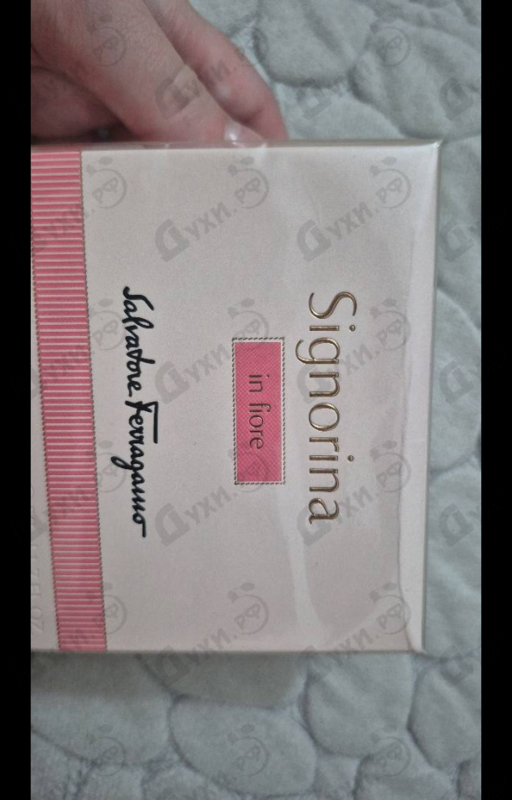 Signorina
in fiore
Salvatore Ferragamo
Духи.рф